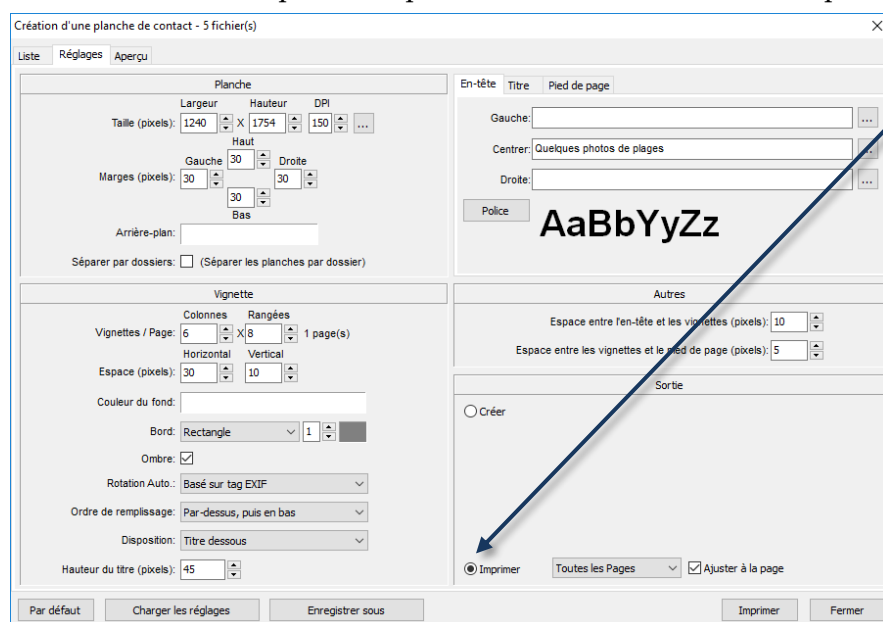 Création d'une planche de contact - 5 fichier(s)
Liste Réglages Aperçu
Planche
Largeur Hauteur DPI
Taille (pixels): 1240 X 1754 150 ...
Haut
Gauche 30 Droite
Marges (pixels): 30 30
30
Bas
Arrière-plan:
Séparer par dossiers: (Séparer les planches par dossier)
Vignette
Colonnes Rangées
Vignettes / Page: 6 X 8 1 page(s)
Horizontal Vertical
Espace (pixels): 30 10
Couleur du fond:
Bord: Rectangle 1
Ombre:
Rotation Auto.: Basé sur tag EXIF
Ordre de remplissage: Par-dessus, puis en bas
Disposition: Titre dessous
Hauteur du titre (pixels): 45
En-tête Titre Pied de page
Gauche: ...
Centrer: Quelques photos de plages ...
Droite: ...
Police AaBbYyZz
Autres
Espace entre l'en-tête et les vignettes (pixels): 10
Espace entre les vignettes et le pied de page (pixels): 5
Sortie
Créer
Imprimer Toutes les Pages Ajuster à la page
Par défaut Charger les réglages Enregistrer sous Imprimer Fermer